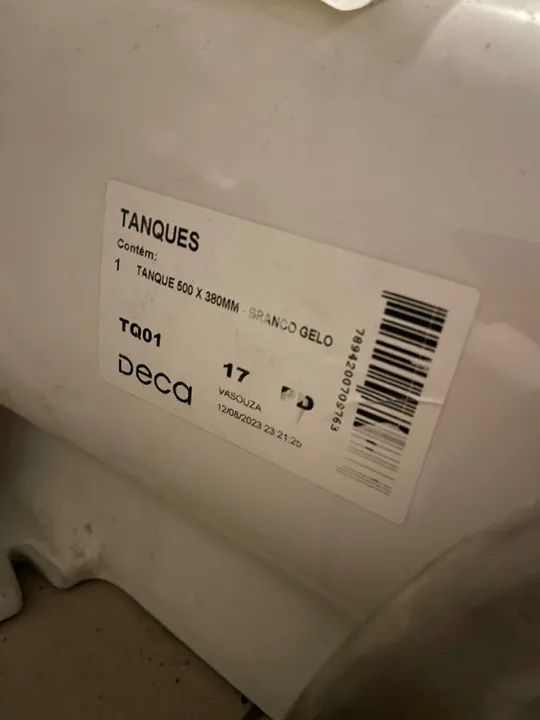 TANQUES
Contém:
1 TANQUE 500 X 380MM - BRANCO GELO
TQ01
Deca
17 PD
VASOUZA
12/08/2023 23:21:25
7894200709763